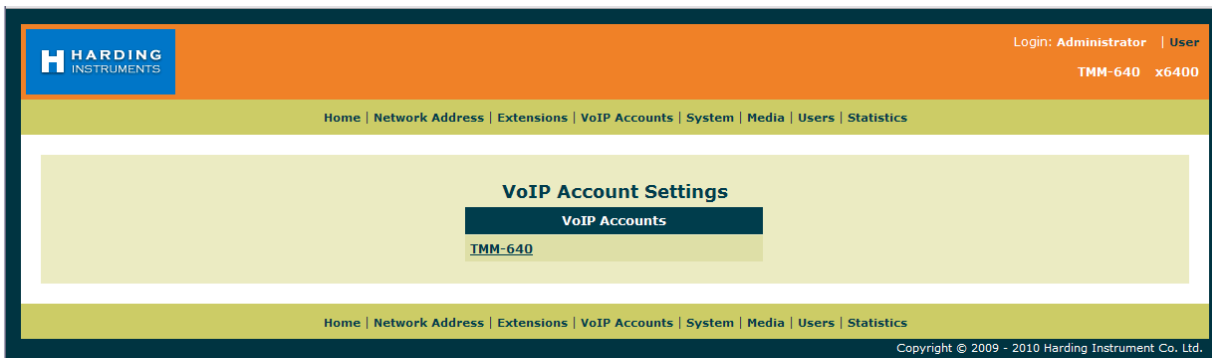 HARDING
INSTRUMENTS
Login: Administrator | User
TMM-640 x6400
Home | Network Address | Extensions | VoIP Accounts | System | Media | Users | Statistics
VoIP Account Settings
VoIP Accounts
TMM-640
Home | Network Address | Extensions | VoIP Accounts | System | Media | Users | Statistics
Copyright © 2009 - 2010 Harding Instrument Co. Ltd.